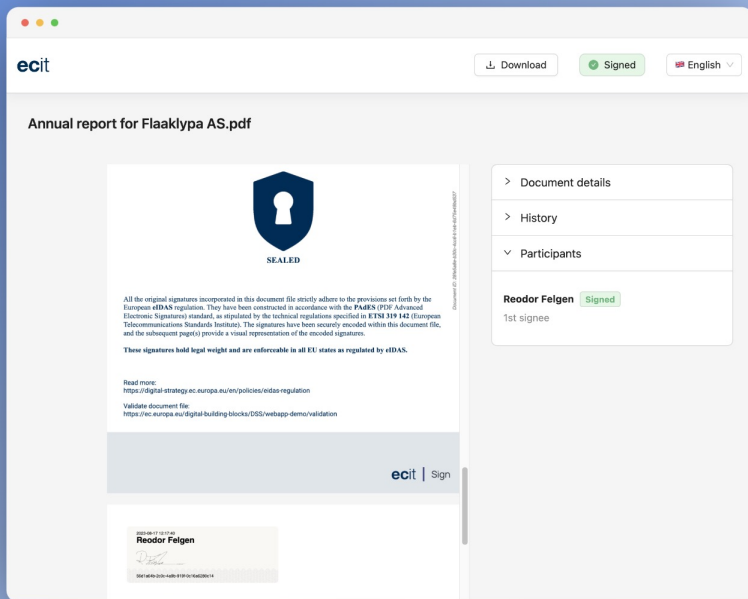 ecit
Download
Signed
English
Annual report for Flaaklypa AS.pdf
SEALED
All the original signatures incorporated in this document file strictly adhere to the provisions set forth by the
European eIDAS regulation. They have been constructed in accordance with the PAdES (PDF Advanced
Electronic Signatures) standard, as stipulated by the technical regulations specified in ETSI 319 142 (European
Telecommunications Standards Institute). The signatures have been securely encoded within this document file,
and the subsequent page(s) provide a visual representation of the encoded signatures.
These signatures hold legal weight and are enforceable in all EU states as regulated by eIDAS.
Read more:
https://digital-strategy.ec.europa.eu/en/policies/eidas-regulation
Validate document file:
https://ec.europa.eu/digital-building-blocks/DSS/webapp-demo/validation
ecit | Sign
Document ID:
Reodor Felgen
Document details
History
Participants
Reodor Felgen Signed
1st signee